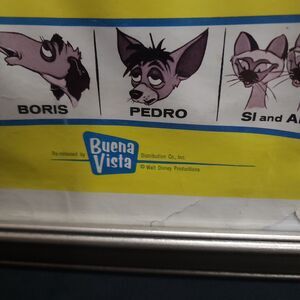 BORIS PEDRO SI and A
Re-released by Buena Vista Distribution Co., Inc.
© Walt Disney Productions